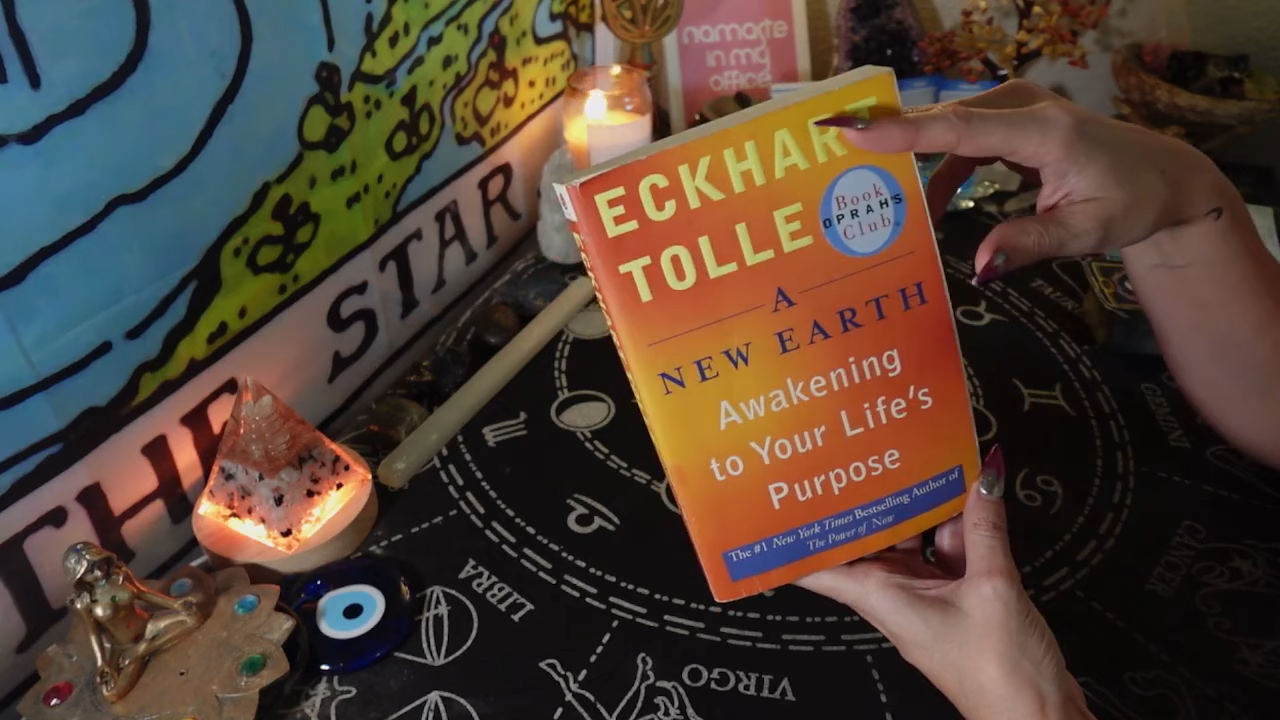 namaste
in my
office
ECKHART
TOLLE
Book
OPRAH'S
Club
A
NEW EARTH
Awakening
to Your Life's
Purpose
The #1 New York Times Bestselling Author of
The Power of Now
THE STAR
TAURU
GEMINI
CANCER
LIBRA
VIRGO